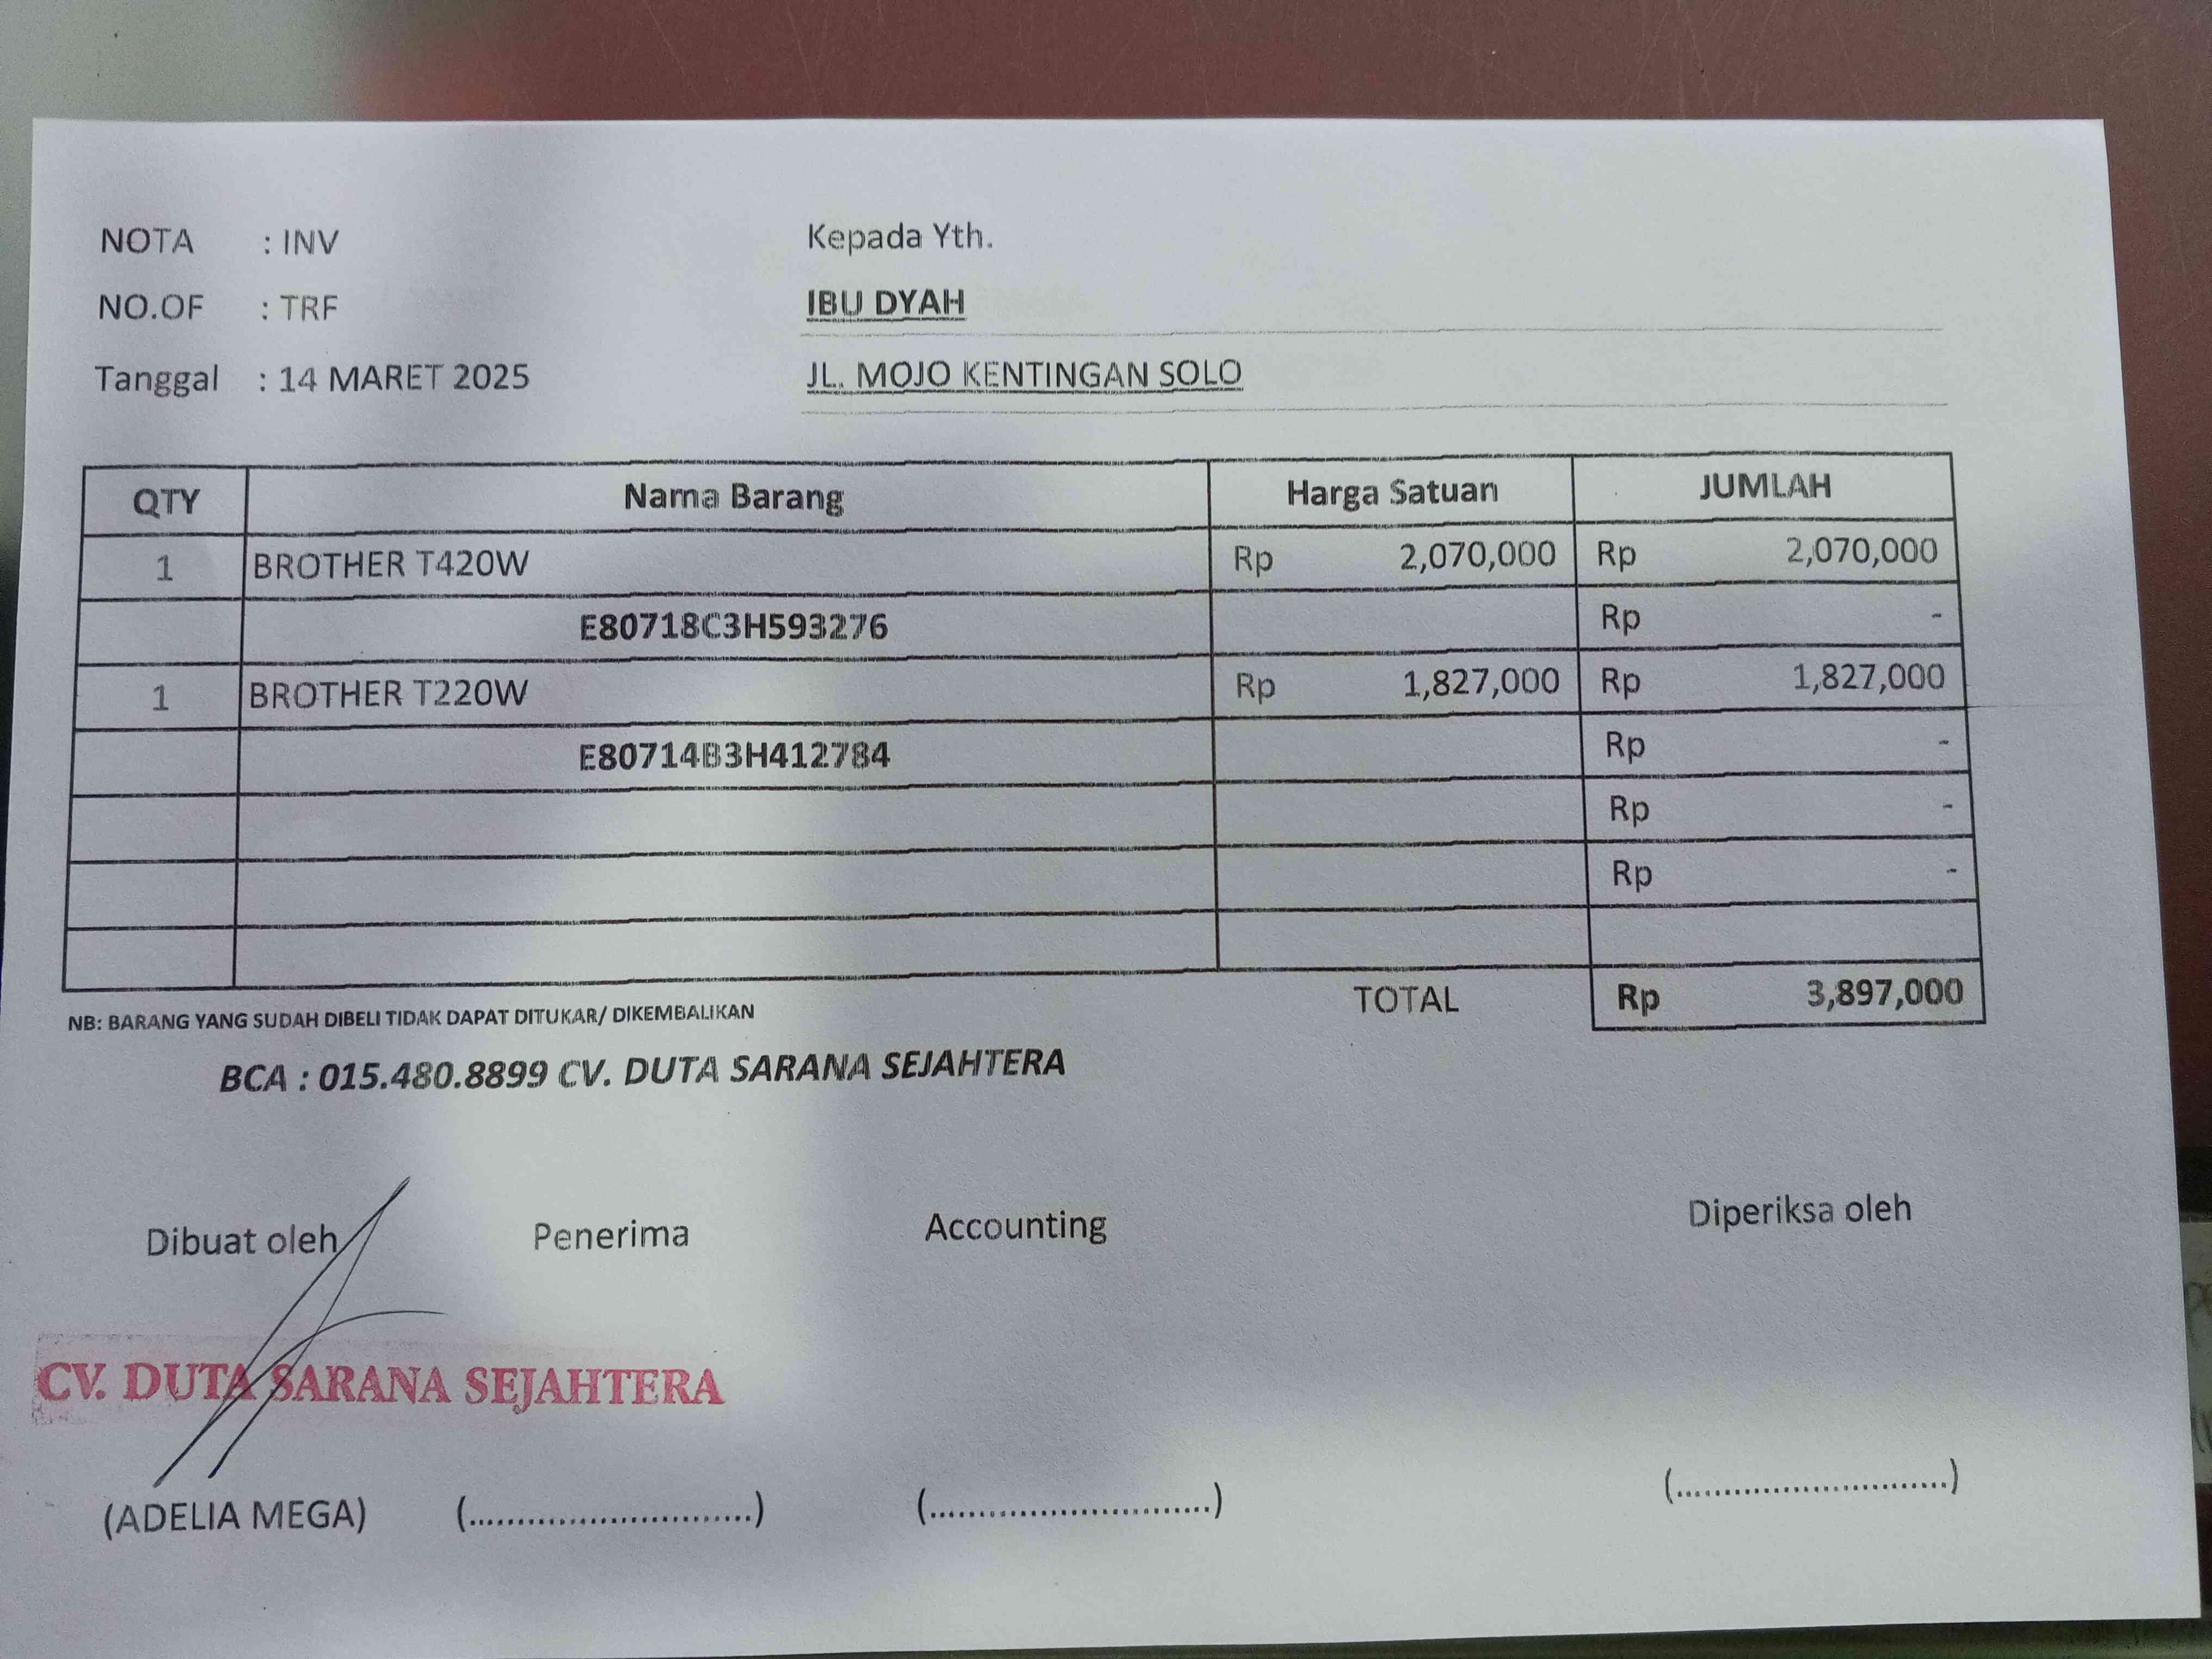 NOTA : INV
Kepada Yth.
NO.OF : TRF
IBU DYAH
Tanggal : 14 MARET 2025
JL. MOJO KENTINGAN SOLO
QTY Nama Barang Harga Satuan JUMLAH
1 BROTHER T420W Rp 2,070,000 Rp 2,070,000
E80718C3H593276 Rp -
1 BROTHER T220W Rp 1,827,000 Rp 1,827,000
E80714B3H412784 Rp -
Rp -
Rp -
TOTAL Rp 3,897,000
NB: BARANG YANG SUDAH DIBELI TIDAK DAPAT DITUKAR/ DIKEMBALIKAN
BCA : 015.480.8899 CV. DUTA SARANA SEJAHTERA
Dibuat oleh Penerima Accounting Diperiksa oleh
CV. DUTA SARANA SEJAHTERA
(ADELIA MEGA) (............................) (............................) (............................)